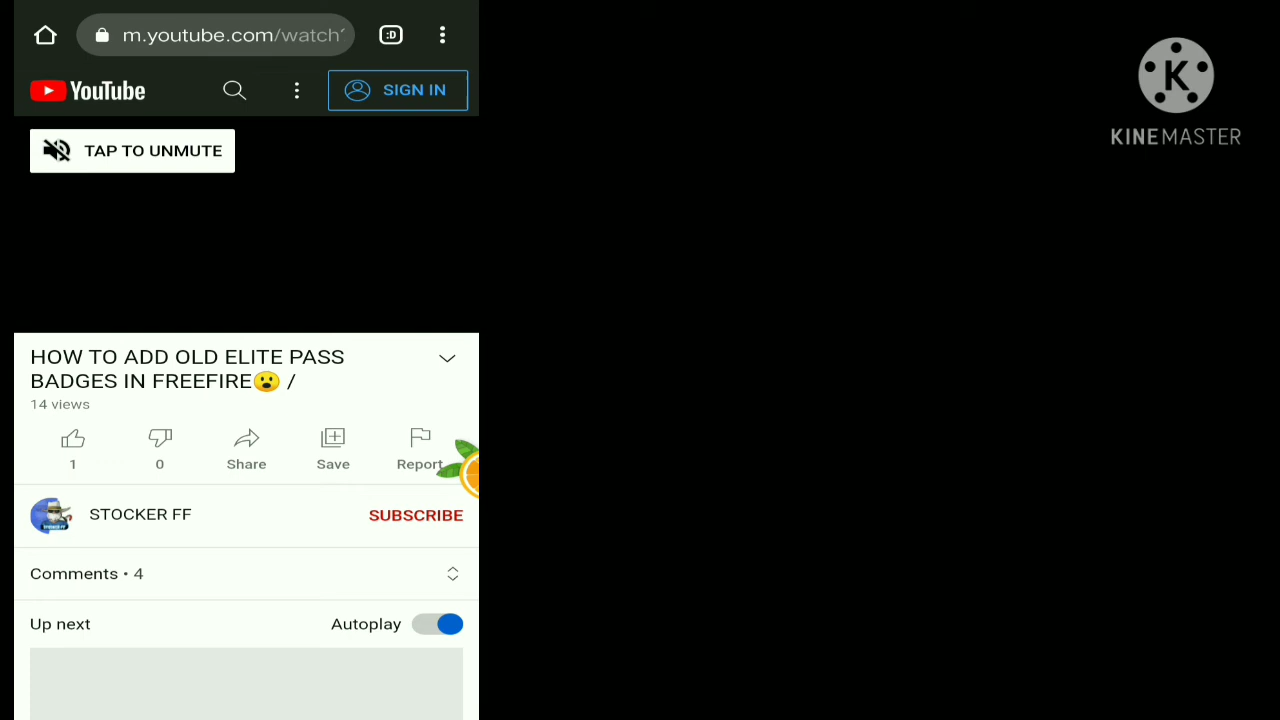 :D
m.youtube.com/watch
YouTube
SIGN IN
TAP TO UNMUTE
K
KINEMASTER
HOW TO ADD OLD ELITE PASS
BADGES IN FREEFIRE😮 /
14 views
1
0
Share
Save
Report
STOCKER FF
SUBSCRIBE
Comments • 4
Up next
Autoplay